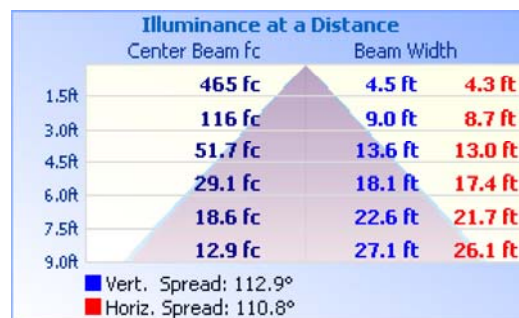 Illuminance at a Distance
Center Beam fc Beam Width
1.5ft 465 fc 4.5 ft 4.3 ft
3.0ft 116 fc 9.0 ft 8.7 ft
4.5ft 51.7 fc 13.6 ft 13.0 ft
6.0ft 29.1 fc 18.1 ft 17.4 ft
7.5ft 18.6 fc 22.6 ft 21.7 ft
9.0ft 12.9 fc 27.1 ft 26.1 ft
Vert. Spread: 112.9°
Horiz. Spread: 110.8°